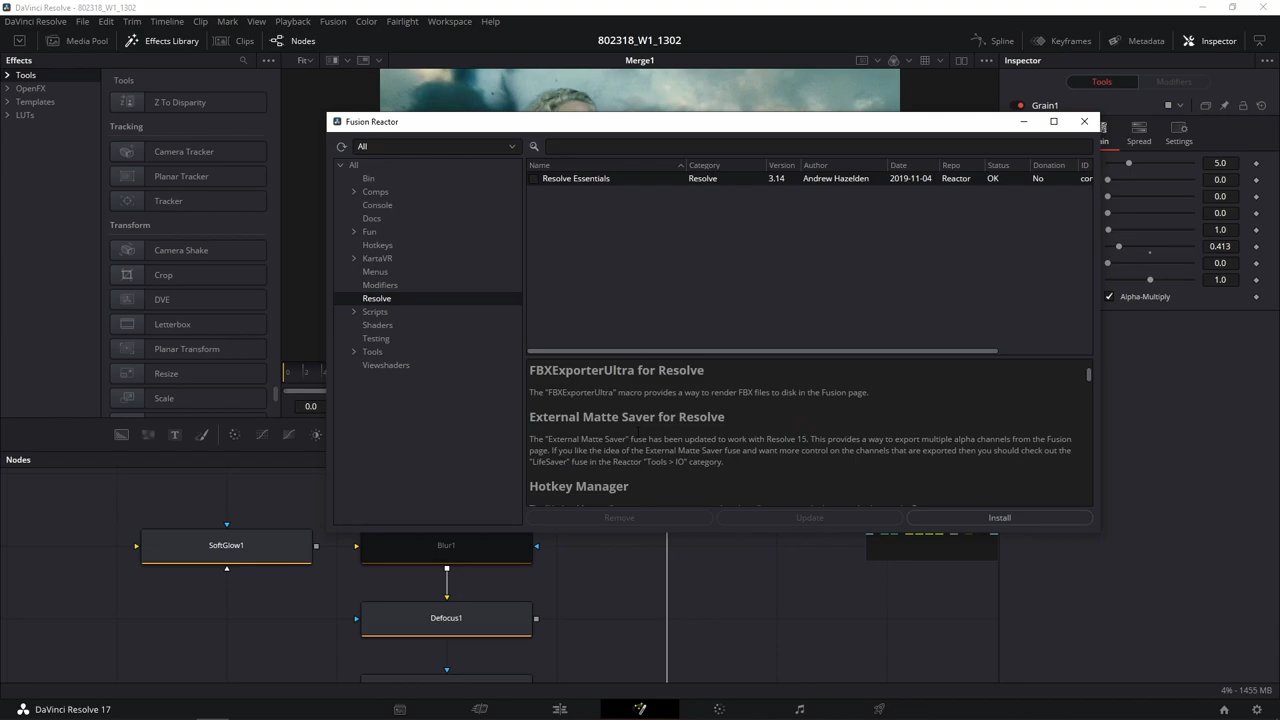 DaVinci Resolve - 802318_W1_1302
DaVinci Resolve File Edit Trim Timeline Clip Mark View Playback Fusion Color Fairlight Workspace Help
Media Pool Effects Library Clips Nodes 802318_W1_1302 Spline Keyframes Metadata Inspector
Effects Fit Merge1 Inspector
Tools
OpenFX
Templates
LUTs
Tools
Z To Disparity
Tracking
Camera Tracker
Planar Tracker
Tracker
Transform
Camera Shake
Crop
DVE
Letterbox
Planar Transform
Resize
Scale
Fusion Reactor
All
All
Bin
Comps
Console
Docs
Fun
Hotkeys
KartaVR
Menus
Modifiers
Resolve
Scripts
Shaders
Testing
Tools
Viewshaders
Name Category Version Author Date Repo Status Donation ID
Resolve Essentials Resolve 3.14 Andrew Hazelden 2019-11-04 Reactor OK No cor
FBXExporterUltra for Resolve
The "FBXExporterUltra" macro provides a way to render FBX files to disk in the Fusion page.
External Matte Saver for Resolve
The "External Matte Saver" fuse has been updated to work with Resolve 15. This provides a way to export multiple alpha channels from the Fusion
page. If you like the idea of the External Matte Saver fuse and want more control on the channels that are exported then you should check out the
"LifeSaver" fuse in the Reactor "Tools > IO" category.
Hotkey Manager
Remove Update Install
Tools Modifiers
Grain1
Spread Settings
5.0
0.0
0.0
0.0
1.0
0.413
0.0
1.0
Alpha-Multiply
0 2 4
0.0
T
Nodes
SoftGlow1
Blur1
Defocus1
4% - 1455 MB
DaVinci Resolve 17